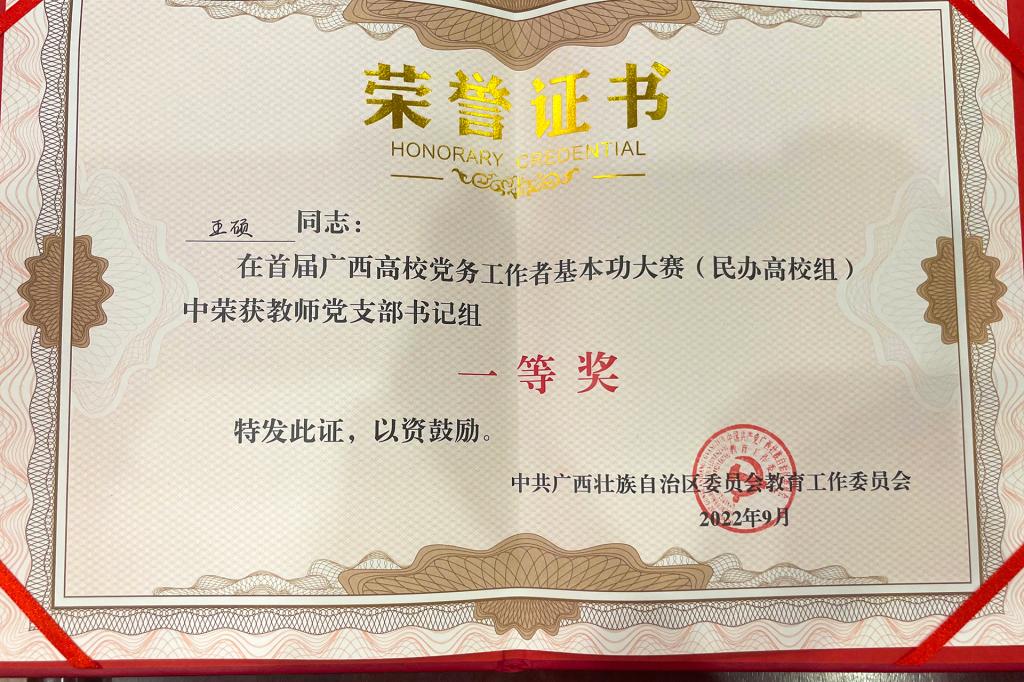 荣誉证书
HONORARY CREDENTIAL
王硕 同志：
在首届广西高校党务工作者基本功大赛（民办高校组）
中荣获教师党支部书记组
一等奖
特发此证，以资鼓励。
中共广西壮族自治区委员会教育工作委员会
2022年9月